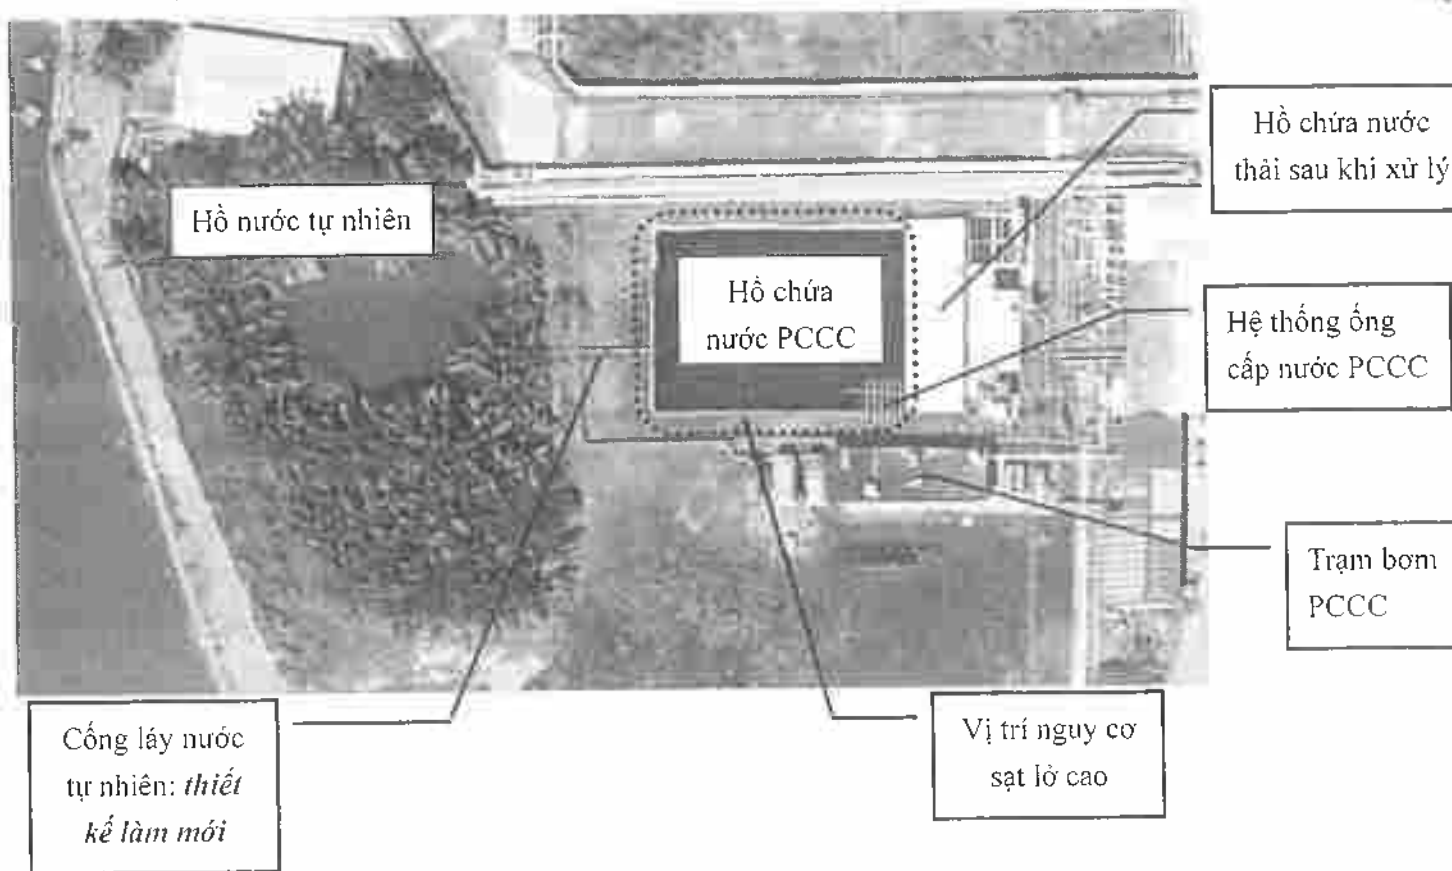 Hồ chứa nước
thải sau khi xử lý
Hồ nước tự nhiên
Hồ chứa
nước PCCC
Hệ thống ống
cấp nước PCCC
Trạm bơm
PCCC
Cống láy nước
tự nhiên: thiết
kế làm mới
Vị trí nguy cơ
sạt lở cao